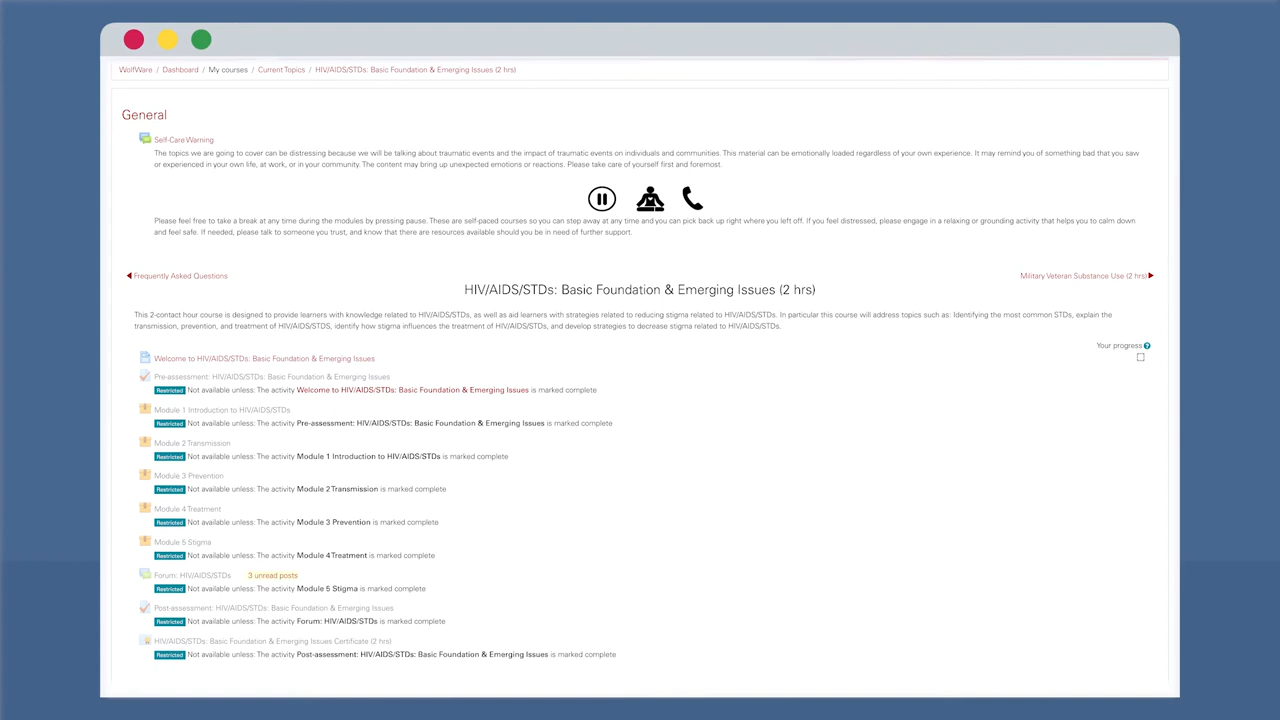 WolfWare / Dashboard / My courses / Current Topics / HIV/AIDS/STDs: Basic Foundation & Emerging Issues (2 hrs)
General
Self-Care Warning
The topics we are going to cover can be distressing because we will be talking about traumatic events and the impact of traumatic events on individuals and communities. This material can be emotionally loaded regardless of your own experience. It may remind you of something bad that you saw
or experienced in your own life, at work, or in your community. The content may bring up unexpected emotions or reactions. Please take care of yourself first and foremost.
Please feel free to take a break at any time during the modules by pressing pause. These are self-paced courses so you can step away at any time and you can pick back up right where you left off. If you feel distressed, please engage in a relaxing or grounding activity that helps you to calm down
and feel safe. If needed, please talk to someone you trust, and know that there are resources available should you be in need of further support.
Frequently Asked Questions
Military Veteran Substance Use (2 hrs)
HIV/AIDS/STDs: Basic Foundation & Emerging Issues (2 hrs)
This 2-contact hour course is designed to provide learners with knowledge related to HIV/AIDS/STDs, as well as aid learners with strategies related to reducing stigma related to HIV/AIDS/STDs. In particular this course will address topics such as: Identifying the most common STDs, explain the
transmission, prevention, and treatment of HIV/AIDS/STDS, identify how stigma influences the treatment of HIV/AIDS/STDs, and develop strategies to decrease stigma related to HIV/AIDS/STDs.
Your progress
Welcome to HIV/AIDS/STDs: Basic Foundation & Emerging Issues
Pre-assessment: HIV/AIDS/STDs: Basic Foundation & Emerging Issues
Restricted Not available unless: The activity Welcome to HIV/AIDS/STDs: Basic Foundation & Emerging Issues is marked complete
Module 1 Introduction to HIV/AIDS/STDs
Restricted Not available unless: The activity Pre-assessment: HIV/AIDS/STDs: Basic Foundation & Emerging Issues is marked complete
Module 2 Transmission
Restricted Not available unless: The activity Module 1 Introduction to HIV/AIDS/STDs is marked complete
Module 3 Prevention
Restricted Not available unless: The activity Module 2 Transmission is marked complete
Module 4 Treatment
Restricted Not available unless: The activity Module 3 Prevention is marked complete
Module 5 Stigma
Restricted Not available unless: The activity Module 4 Treatment is marked complete
Forum: HIV/AIDS/STDs 3 unread posts
Restricted Not available unless: The activity Module 5 Stigma is marked complete
Post-assessment: HIV/AIDS/STDs: Basic Foundation & Emerging Issues
Restricted Not available unless: The activity Forum: HIV/AIDS/STDs is marked complete
HIV/AIDS/STDs: Basic Foundation & Emerging Issues Certificate (2 hrs)
Restricted Not available unless: The activity Post-assessment: HIV/AIDS/STDs: Basic Foundation & Emerging Issues is marked complete